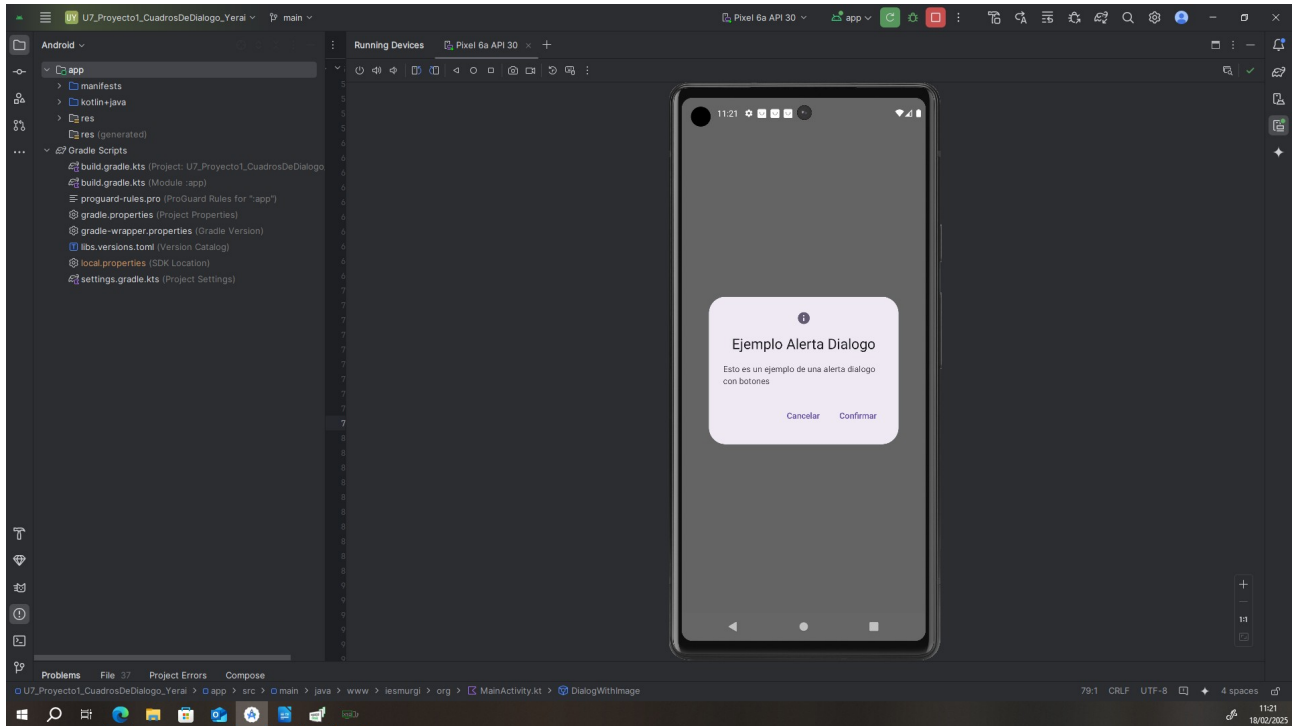 UY U7_Proyecto1_CuadrosDeDialogo_Yerai main Pixel 6a API 30 app
Android Running Devices Pixel 6a API 30
app
manifests
kotlin+java
res
res (generated)
Gradle Scripts
build.gradle.kts (Project: U7_Proyecto1_CuadrosDeDialogo
build.gradle.kts (Module :app)
proguard-rules.pro (ProGuard Rules for ":app")
gradle.properties (Project Properties)
gradle-wrapper.properties (Gradle Version)
libs.versions.toml (Version Catalog)
local.properties (SDK Location)
settings.gradle.kts (Project Settings)
11:21
Ejemplo Alerta Dialogo
Esto es un ejemplo de una alerta dialogo
con botones
Cancelar Confirmar
1:1
Problems File 37 Project Errors Compose
U7_Proyecto1_CuadrosDeDialogo_Yerai > app > src > main > java > www > iesmurgi > org > MainActivity.kt > DialogWithImage 79:1 CRLF UTF-8 4 spaces
11:21
18/02/2025